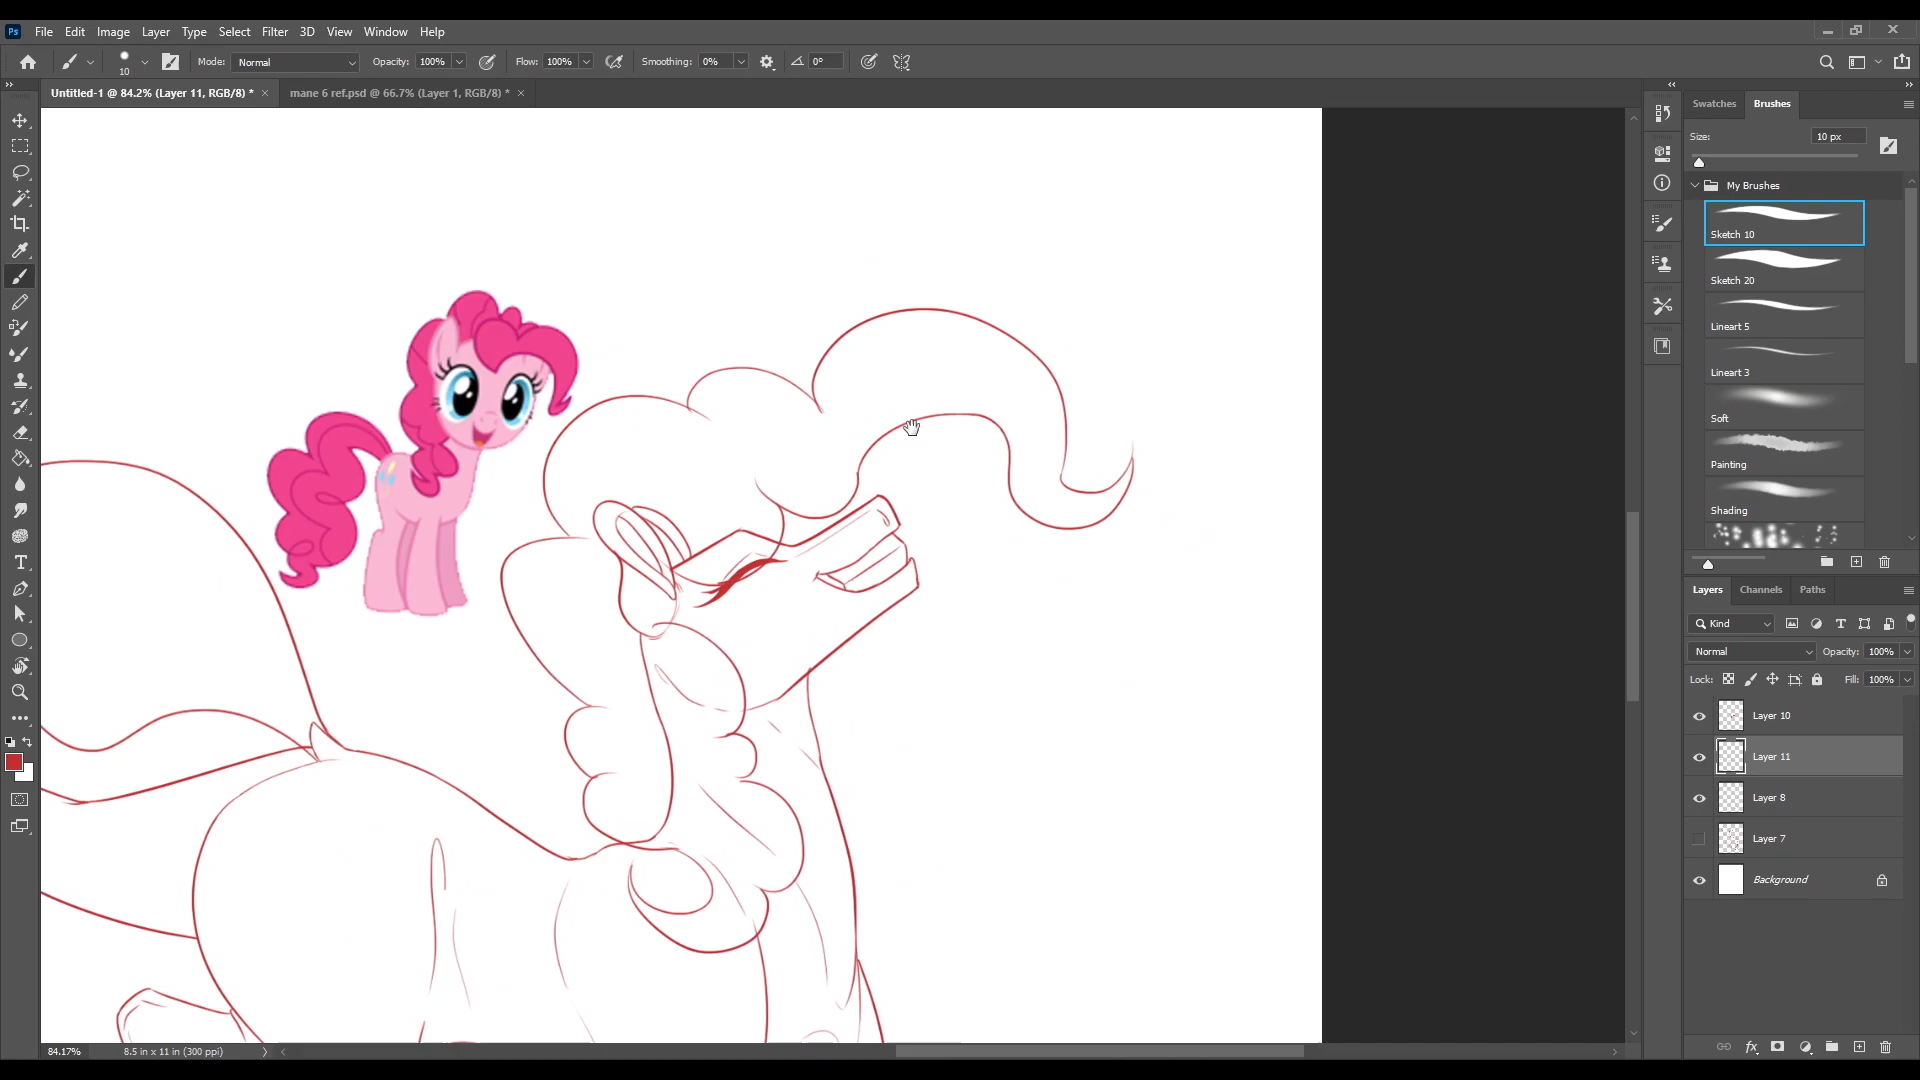 Ps File Edit Image Layer Type Select Filter 3D View Window Help
10 Mode: Normal Opacity: 100% Flow: 100% Smoothing: 0% 0°
Untitled-1 @ 84.2% (Layer 11, RGB/8) * × mane 6 ref.psd @ 66.7% (Layer 1, RGB/8) * ×
Swatches Brushes
Size: 10 px
My Brushes
Sketch 10
Sketch 20
Lineart 5
Lineart 3
Soft
Painting
Shading
Layers Channels Paths
Kind
Normal Opacity: 100%
Lock: Fill: 100%
Layer 10
Layer 11
Layer 8
Layer 7
Background
84.17% 8.5 in x 11 in (300 ppi)